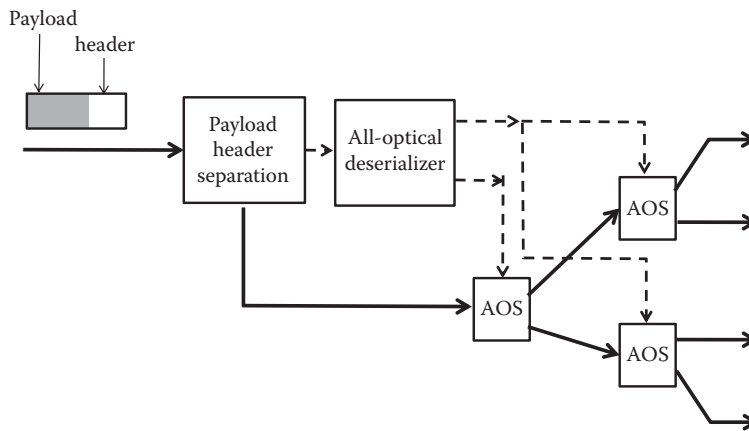 Payload
header
Payload
header
separation
All-optical
deserializer
AOS
AOS
AOS